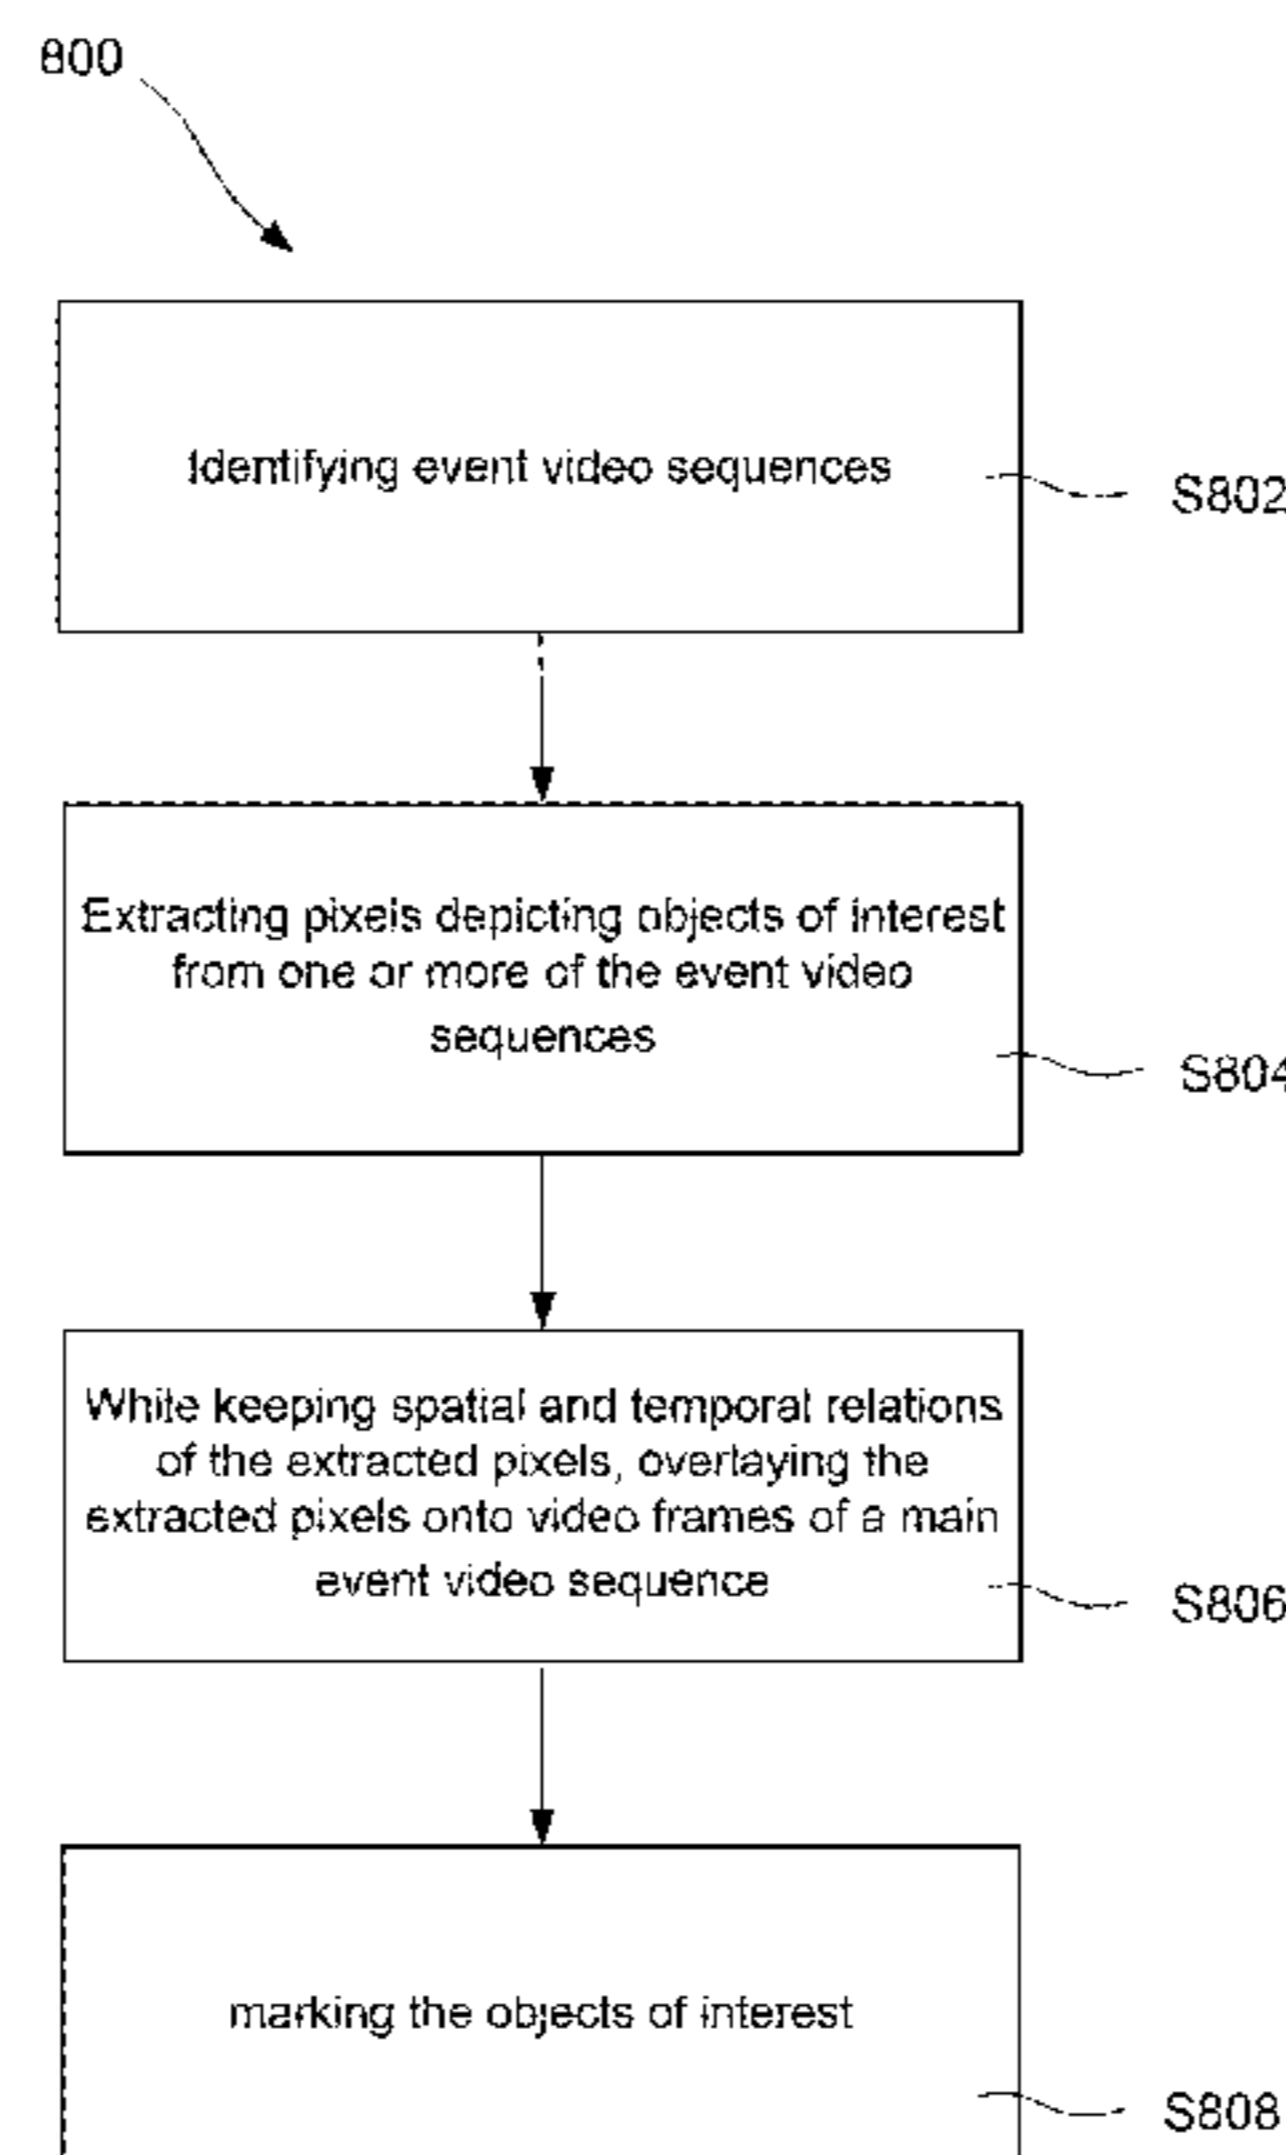 800
Identifying event video sequences
S802
Extracting pixels depicting objects of interest
from one or more of the event video
sequences
S804
While keeping spatial and temporal relations
of the extracted pixels, overlaying the
extracted pixels onto video frames of a main
event video sequence
S806
marking the objects of interest
S808